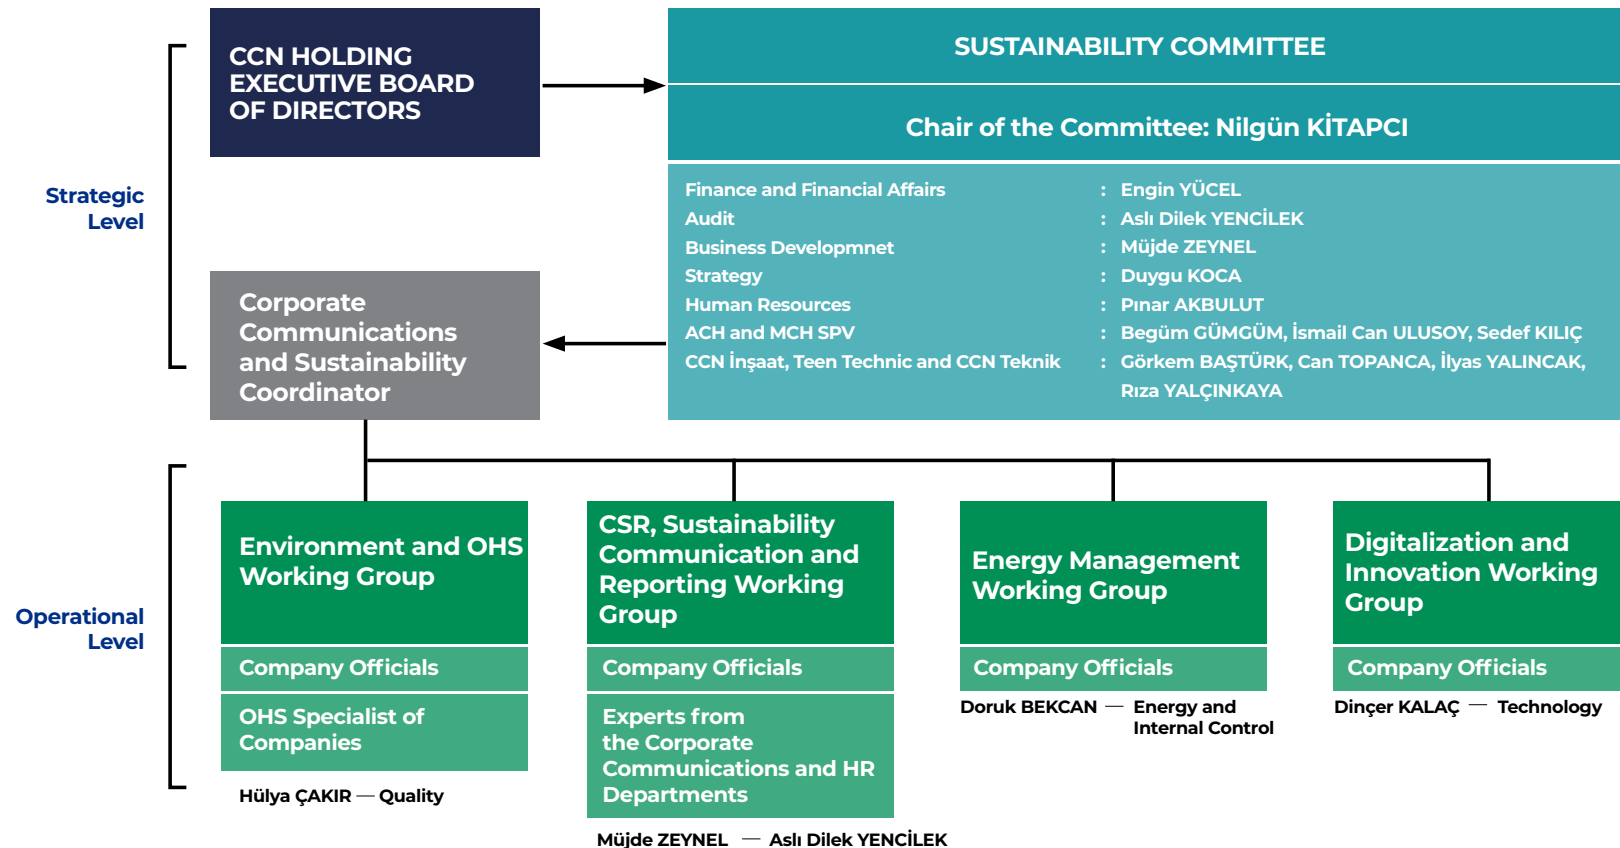 CCN HOLDING
EXECUTIVE BOARD
OF DIRECTORS
SUSTAINABILITY COMMITTEE
Chair of the Committee: Nilgün KİTAPCI
Strategic
Level
Finance and Financial Affairs : Engin YÜCEL
Audit : Aslı Dilek YENCİLEK
Business Developmnet : Müjde ZEYNEL
Strategy : Duygu KOCA
Human Resources : Pınar AKBULUT
ACH and MCH SPV : Begüm GÜMGÜM, İsmail Can ULUSOY, Sedef KILIÇ
CCN İnşaat, Teen Technic and CCN Teknik : Görkem BAŞTÜRK, Can TOPANCA, İlyas YALINCAK,
Rıza YALÇINKAYA
Corporate
Communications
and Sustainability
Coordinator
Operational
Level
Environment and OHS
Working Group
Company Officials
OHS Specialist of
Companies
Hülya ÇAKIR — Quality
CSR, Sustainability
Communication and
Reporting Working
Group
Company Officials
Experts from
the Corporate
Communications and HR
Departments
Müjde ZEYNEL — Aslı Dilek YENCİLEK
Energy Management
Working Group
Company Officials
Doruk BEKCAN — Energy and
Internal Control
Digitalization and
Innovation Working
Group
Company Officials
Dinçer KALAÇ — Technology